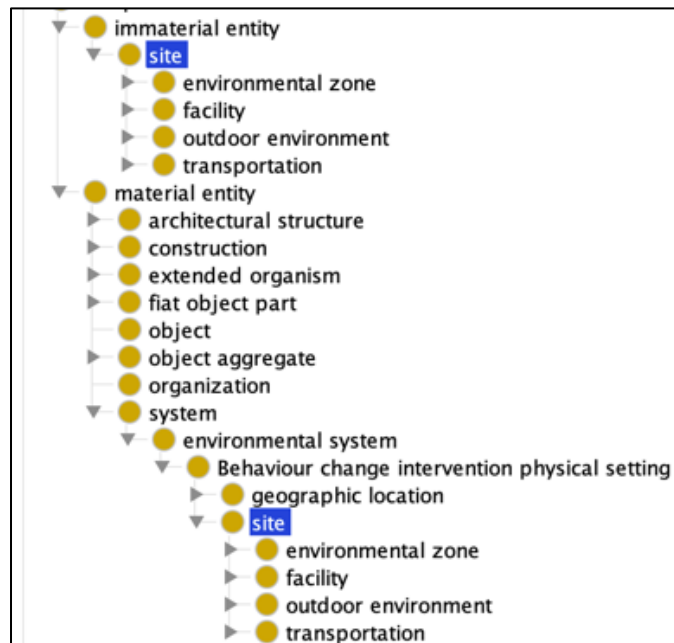 immaterial entity
site
environmental zone
facility
outdoor environment
transportation
material entity
architectural structure
construction
extended organism
fiat object part
object
object aggregate
organization
system
environmental system
Behaviour change intervention physical setting
geographic location
site
environmental zone
facility
outdoor environment
transportation